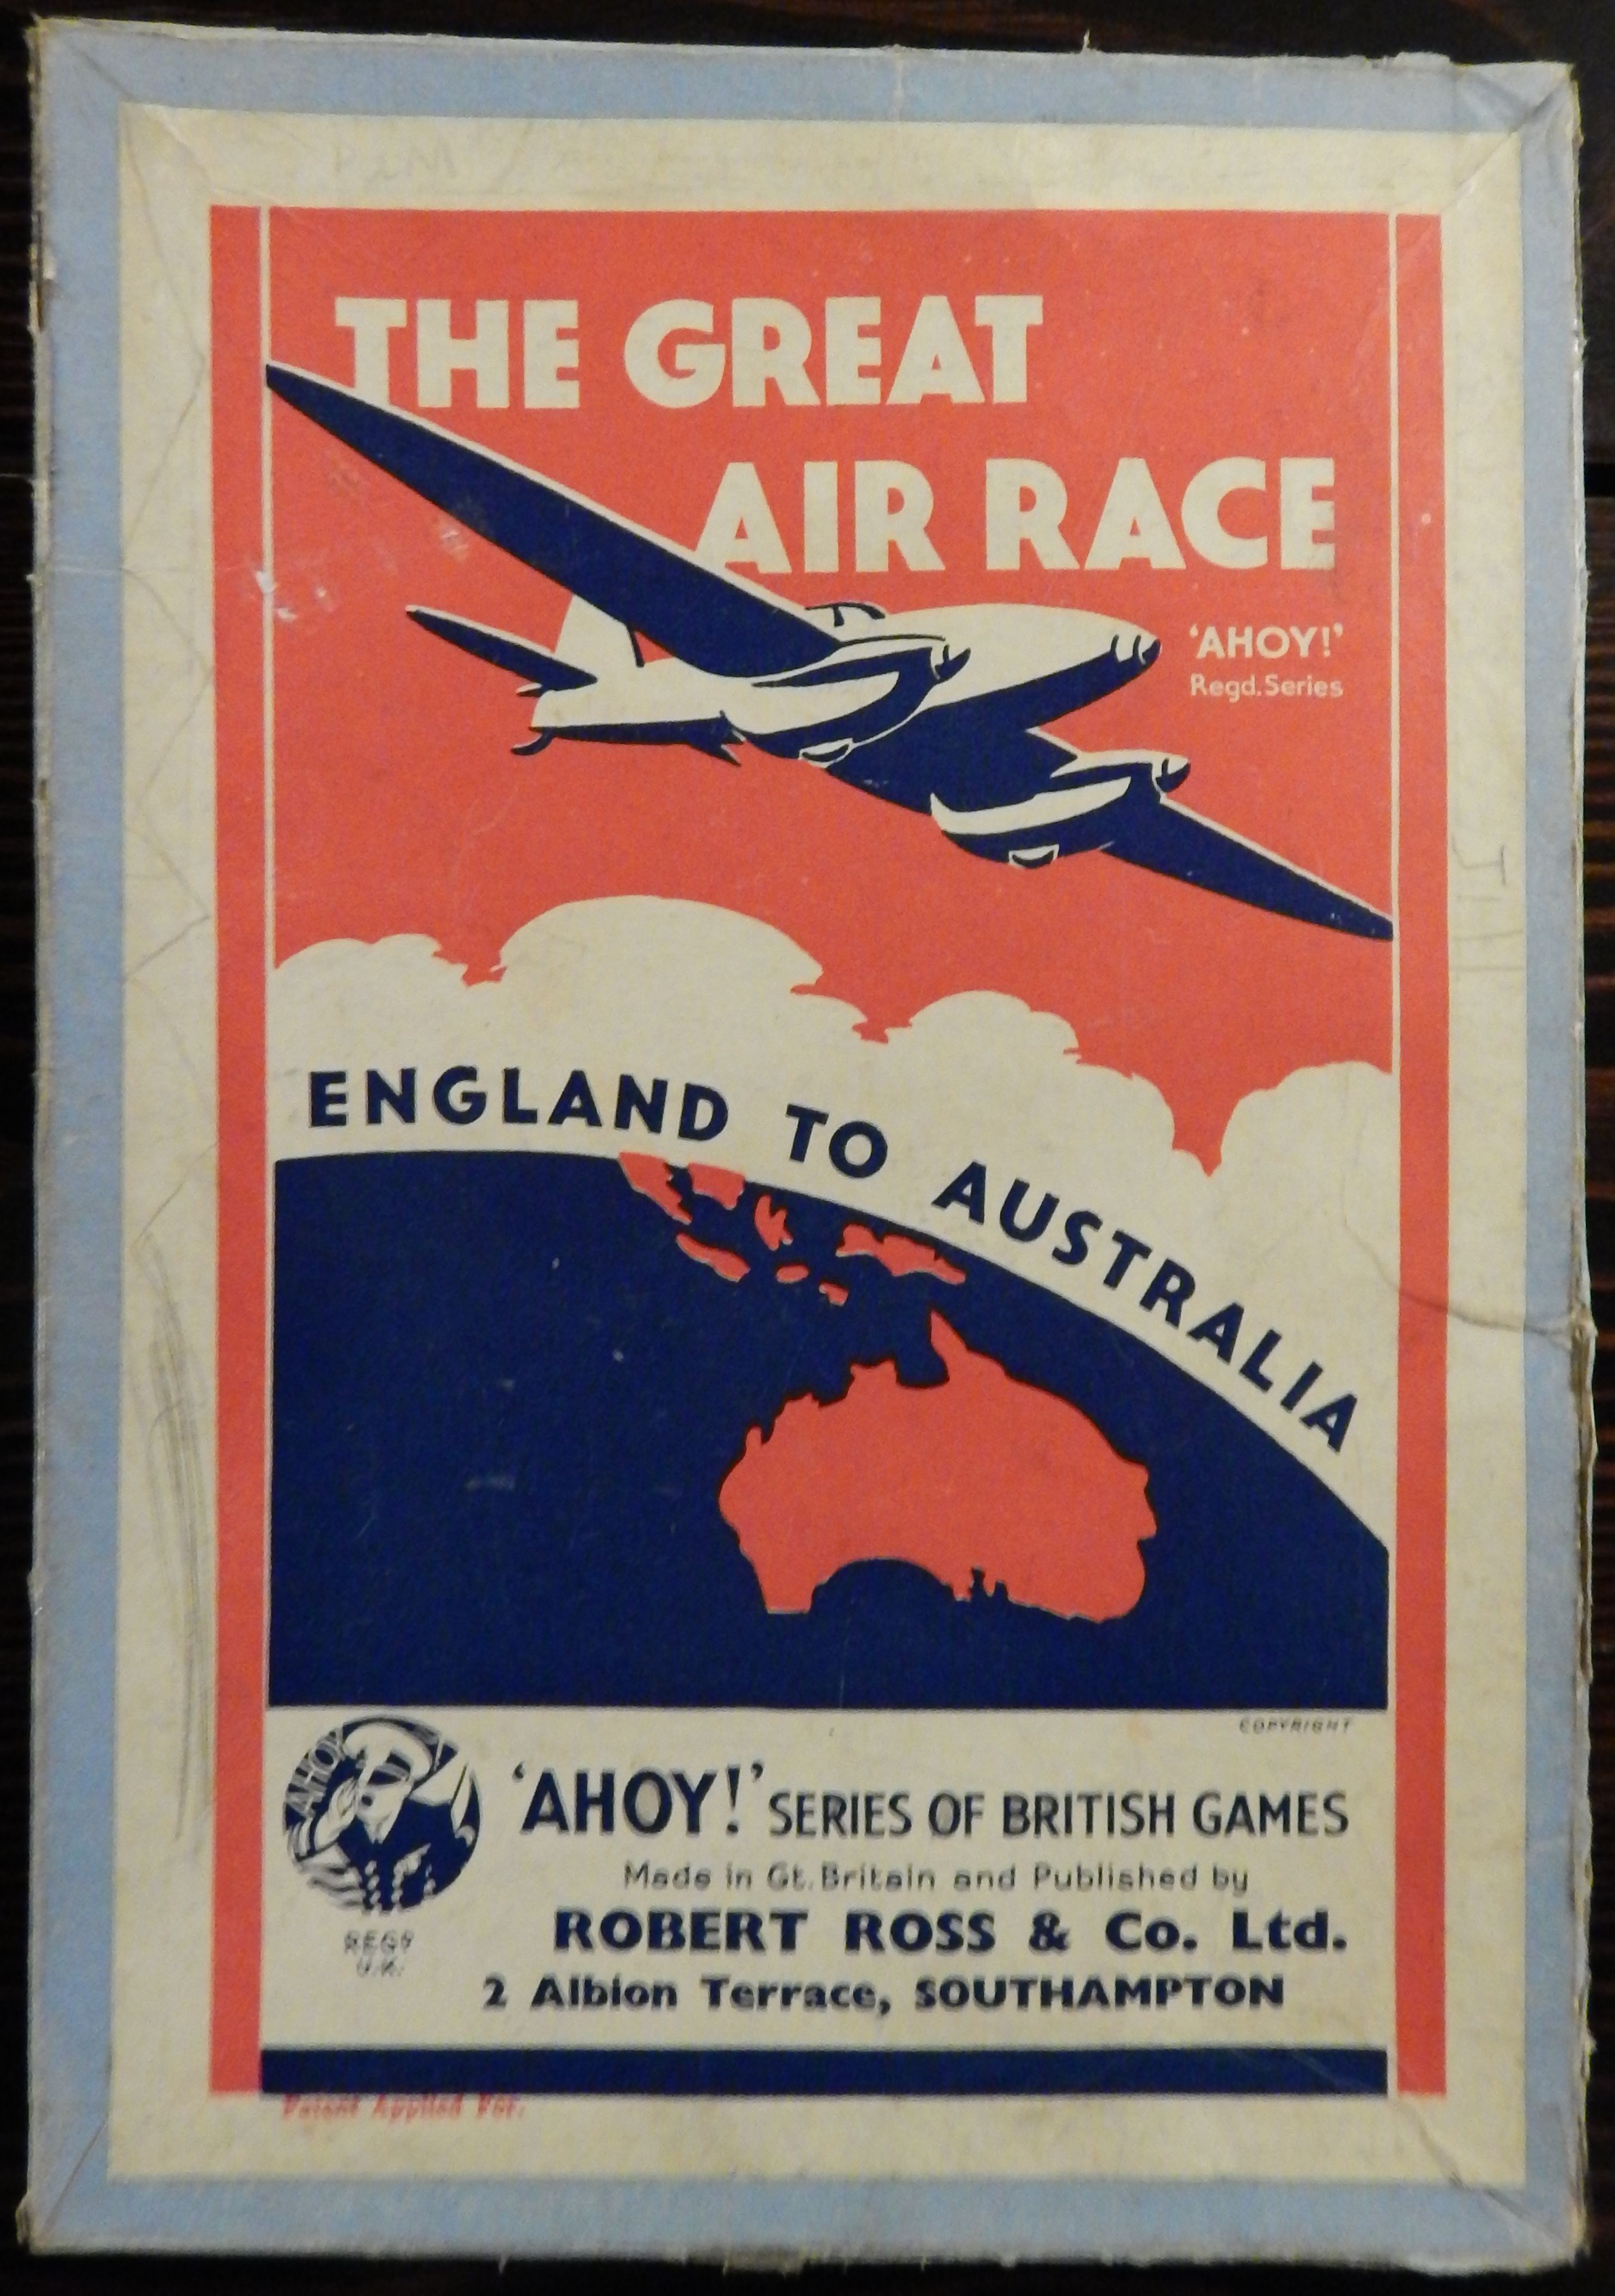 THE GREAT
AIR RACE
‘AHOY!’
Regd. Series
ENGLAND TO AUSTRALIA
COPYRIGHT
AHOY
‘AHOY!’ SERIES OF BRITISH GAMES
Made in Gt. Britain and Published by
ROBERT ROSS & Co. Ltd.
REGD
U.K.
2 Albion Terrace, SOUTHAMPTON
Patent Applied For.